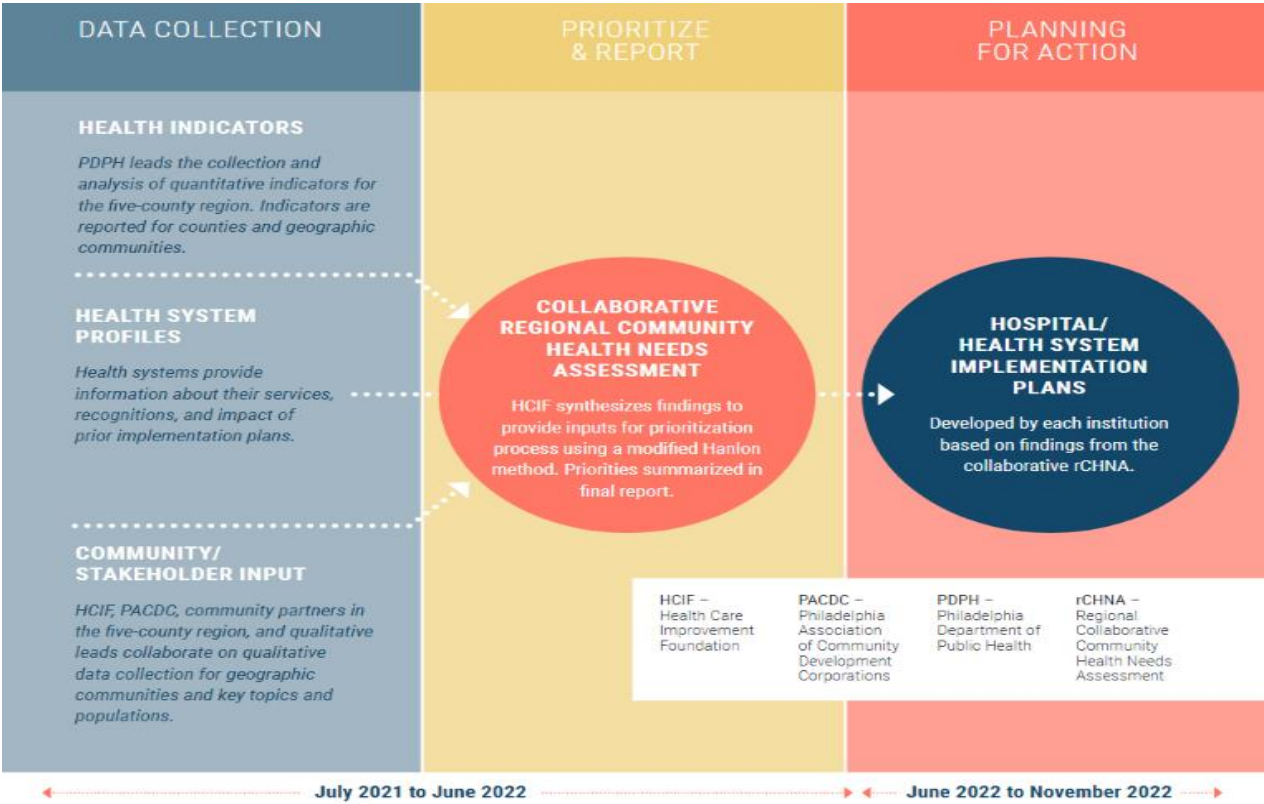 DATA COLLECTION
PRIORITIZE
& REPORT
PLANNING
FOR ACTION
HEALTH INDICATORS
PDPH leads the collection and
analysis of quantitative indicators for
the five-county region. Indicators are
reported for counties and geographic
communities.
HEALTH SYSTEM
PROFILES
Health systems provide
information about their services,
recognitions, and impact of
prior implementation plans.
COMMUNITY/
STAKEHOLDER INPUT
HCIF, PACDC, community partners in
the five-county region, and qualitative
leads collaborate on qualitative
data collection for geographic
communities and key topics and
populations.
COLLABORATIVE
REGIONAL COMMUNITY
HEALTH NEEDS
ASSESSMENT
HCIF synthesizes findings to
provide inputs for prioritization
process using a modified Hanlon
method. Priorities summarized in
final report.
HOSPITAL/
HEALTH SYSTEM
IMPLEMENTATION
PLANS
Developed by each institution
based on findings from the
collaborative rCHNA.
HCIF –
Health Care
Improvement
Foundation
PACDC –
Philadelphia
Association
of Community
Development
Corporations
PDPH –
Philadelphia
Department of
Public Health
rCHNA –
Regional
Collaborative
Community
Health Needs
Assessment
July 2021 to June 2022
June 2022 to November 2022